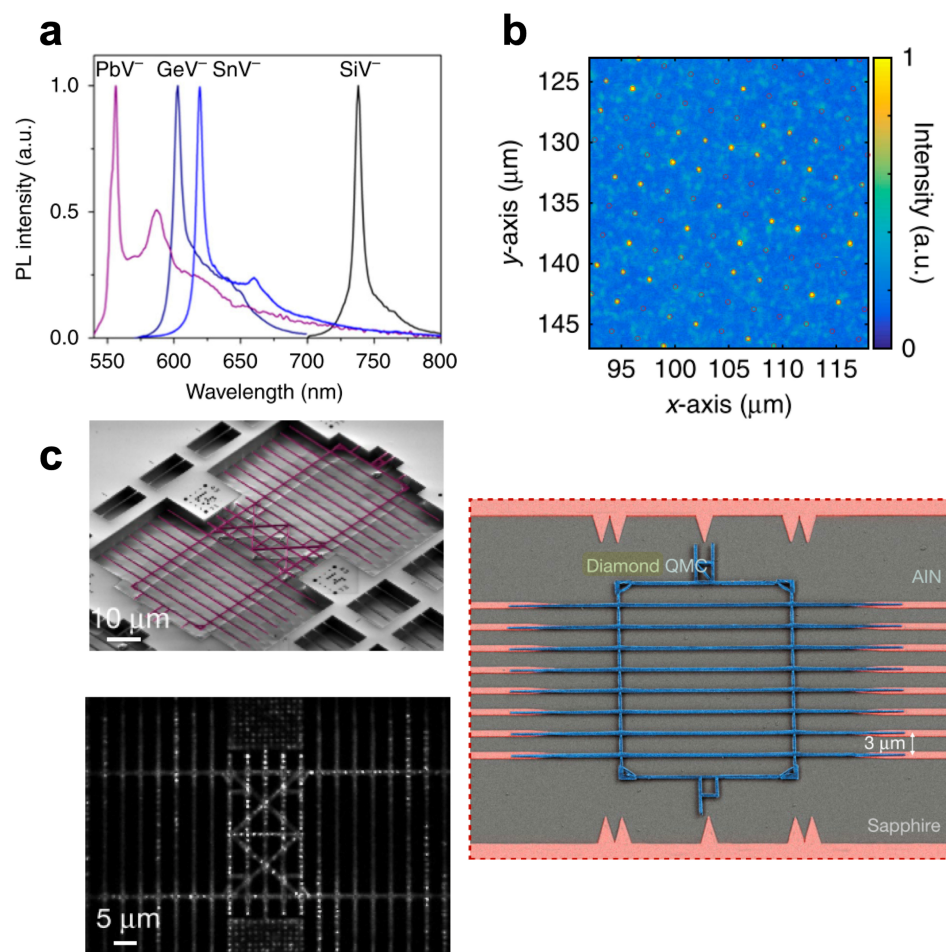 a
PbV⁻ GeV⁻ SnV⁻ SiV⁻
1.0
0.5
0.0
PL intensity (a.u.)
550 600 650 700 750 800
Wavelength (nm)
b
125
130
135
140
145
y-axis (μm)
95 100 105 110 115
x-axis (μm)
1
0
Intensity (a.u.)
c
10 μm
5 μm
Diamond QMC
AlN
3 μm
Sapphire